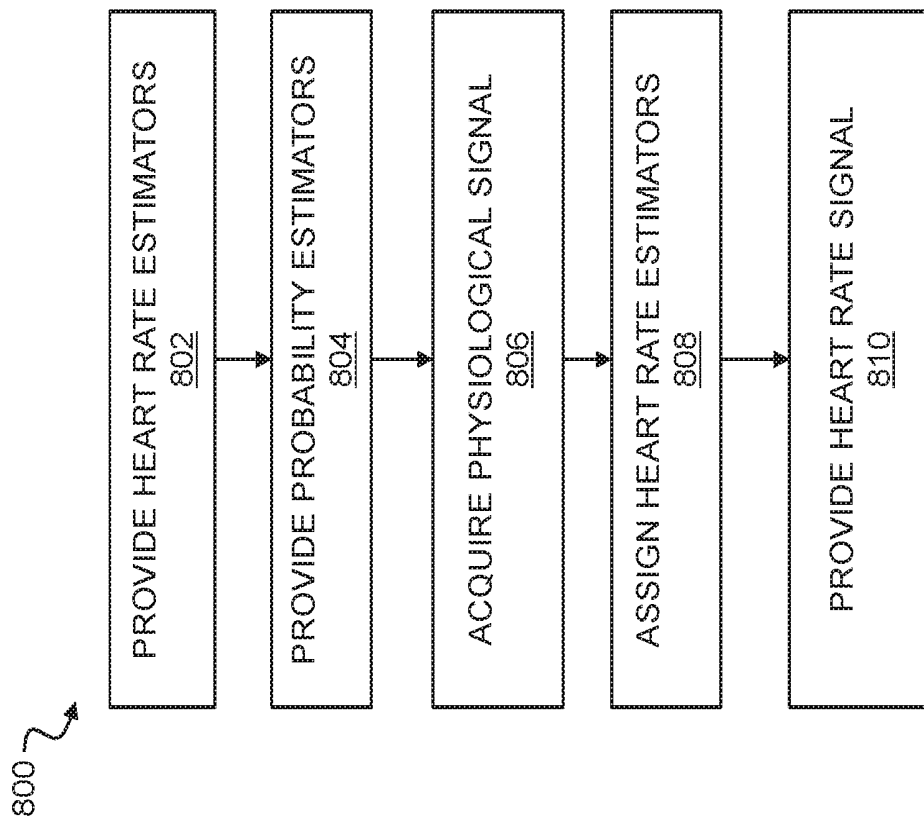 800
PROVIDE HEART RATE ESTIMATORS
802
PROVIDE PROBABILITY ESTIMATORS
804
ACQUIRE PHYSIOLOGICAL SIGNAL
806
ASSIGN HEART RATE ESTIMATORS
808
PROVIDE HEART RATE SIGNAL
810